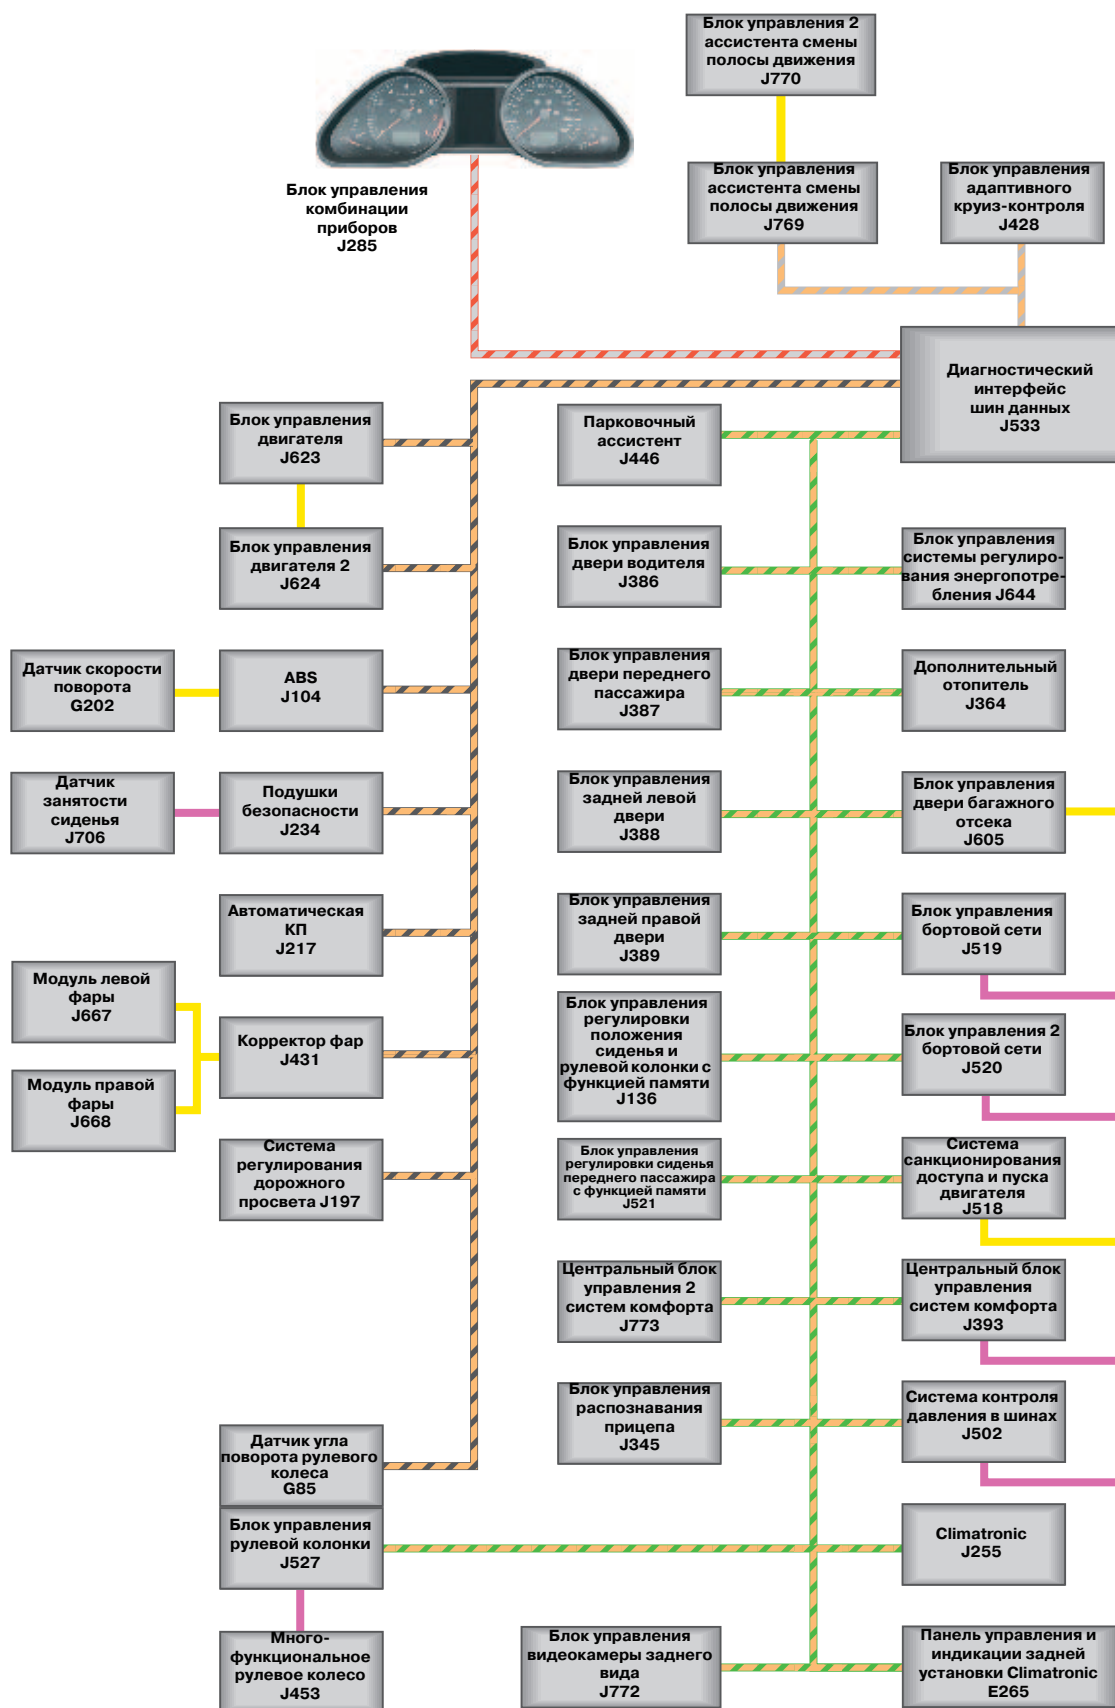 Блок управления 2
ассистента смены
полосы движения
J770
Блок управления
комбинации
приборов
J285
Блок управления
ассистента смены
полосы движения
J769
Блок управления
адаптивного
круиз-контроля
J428
Диагностический
интерфейс
шин данных
J533
Блок управления
двигателя
J623
Парковочный
ассистент
J446
Блок управления
двигателя 2
J624
Блок управления
двери водителя
J386
Блок управления
системы регулиро-
вания энергопотре-
бления J644
Датчик скорости
поворота
G202
ABS
J104
Блок управления
двери переднего
пассажира
J387
Дополнительный
отопитель
J364
Датчик
занятости
сиденья
J706
Подушки
безопасности
J234
Блок управления
задней левой
двери
J388
Блок управления
двери багажного
отсека
J605
Автоматическая
КП
J217
Блок управления
задней правой
двери
J389
Блок управления
бортовой сети
J519
Модуль левой
фары
J667
Корректор фар
J431
Блок управления
регулировки
положения
сиденья и
рулевой колонки с
функцией памяти
J136
Блок управления 2
бортовой сети
J520
Модуль правой
фары
J668
Система
регулирования
дорожного
просвета J197
Блок управления
регулировки сиденья
переднего пассажира
с функцией памяти
J521
Система
санкционирования
доступа и пуска
двигателя
J518
Центральный блок
управления 2
систем комфорта
J773
Центральный блок
управления
систем комфорта
J393
Блок управления
распознавания
прицепа
J345
Система контроля
давления в шинах
J502
Датчик угла
поворота рулевого
колеса
G85
Блок управления
рулевой колонки
J527
Climatronic
J255
Много-
функциональное
рулевое колесо
J453
Блок управления
видеокамеры заднего
вида
J772
Панель управления и
индикации задней
установки Climatronic
E265